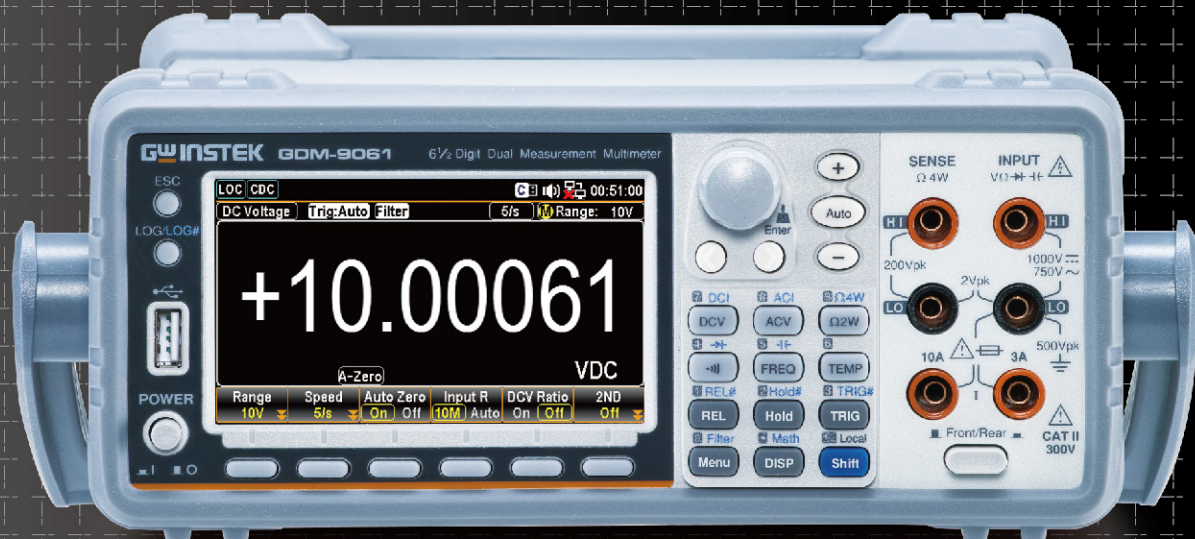 GWINSTEK GDM-9061 6½ Digit Dual Measurement Multimeter
ESC
LOG/LOG#
POWER
I O
LOC CDC 00:51:00
DC Voltage Trig:Auto Filter 5/s M Range: 10V
+10.00061
A-Zero VDC
Range Speed Auto Zero Input R DCV Ratio 2ND
10V 5/s On Off 10M Auto On Off Off
Enter
+
Auto
-
DCI ACI Ω4W
DCV ACV Ω2W
FREQ TEMP
REL# Hold# TRIG#
REL Hold TRIG
Filter Math Local
Menu DISP Shift
SENSE INPUT
Ω 4W VΩ
HI HI
200Vpk 1000V
750V
2Vpk
LO LO
500Vpk
10A 3A
I
Front/Rear
CAT II
300V